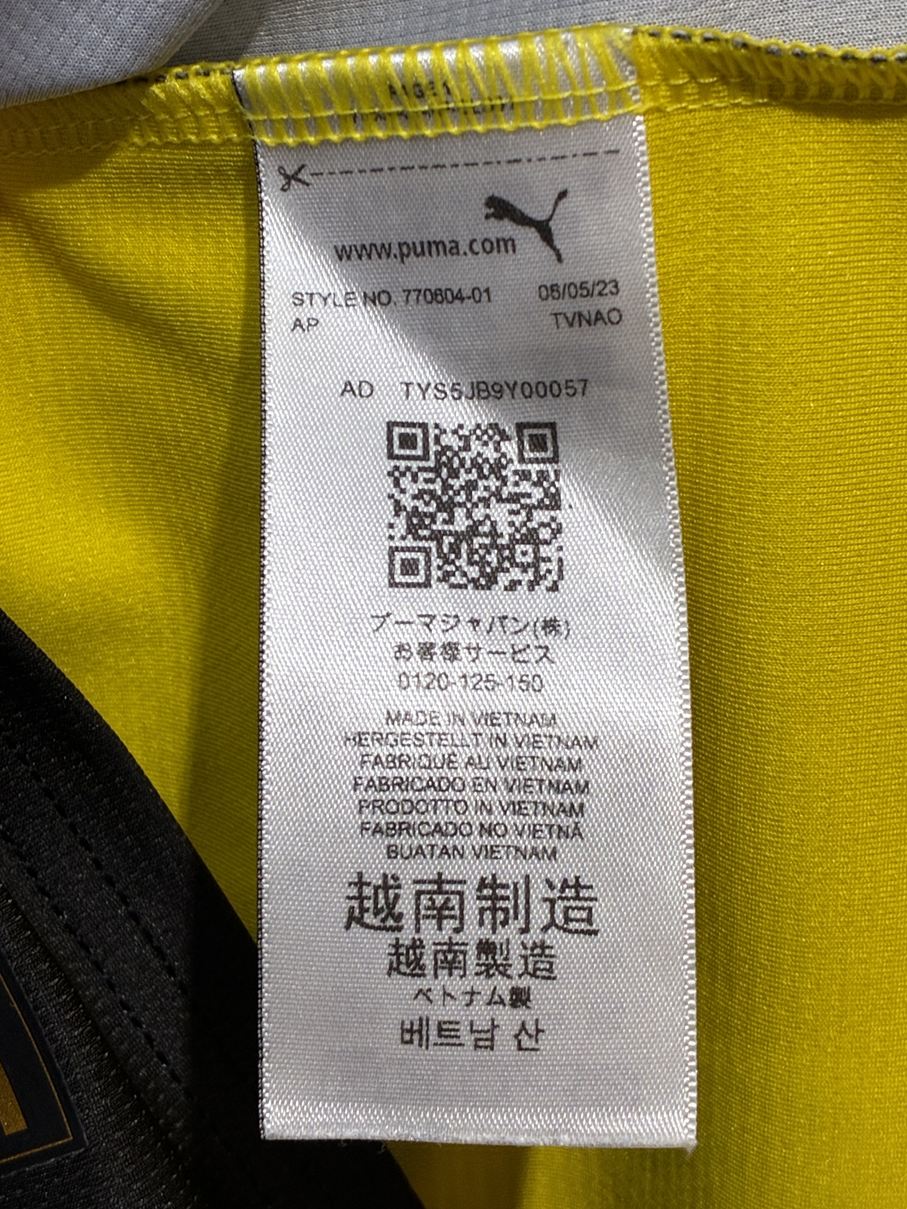 www.puma.com
STYLE NO. 770604-01 06/05/23
AP TVNAO
AD TYS5JB9Y00057
プーマジャパン(株)
お客様サービス
0120-125-150
MADE IN VIETNAM
HERGESTELLT IN VIETNAM
FABRIQUE AU VIETNAM
FABRICADO EN VIETNAM
PRODOTTO IN VIETNAM
FABRICADO NO VIETNÃ
BUATAN VIETNAM
越南制造
越南製造
ベトナム製
베트남 산